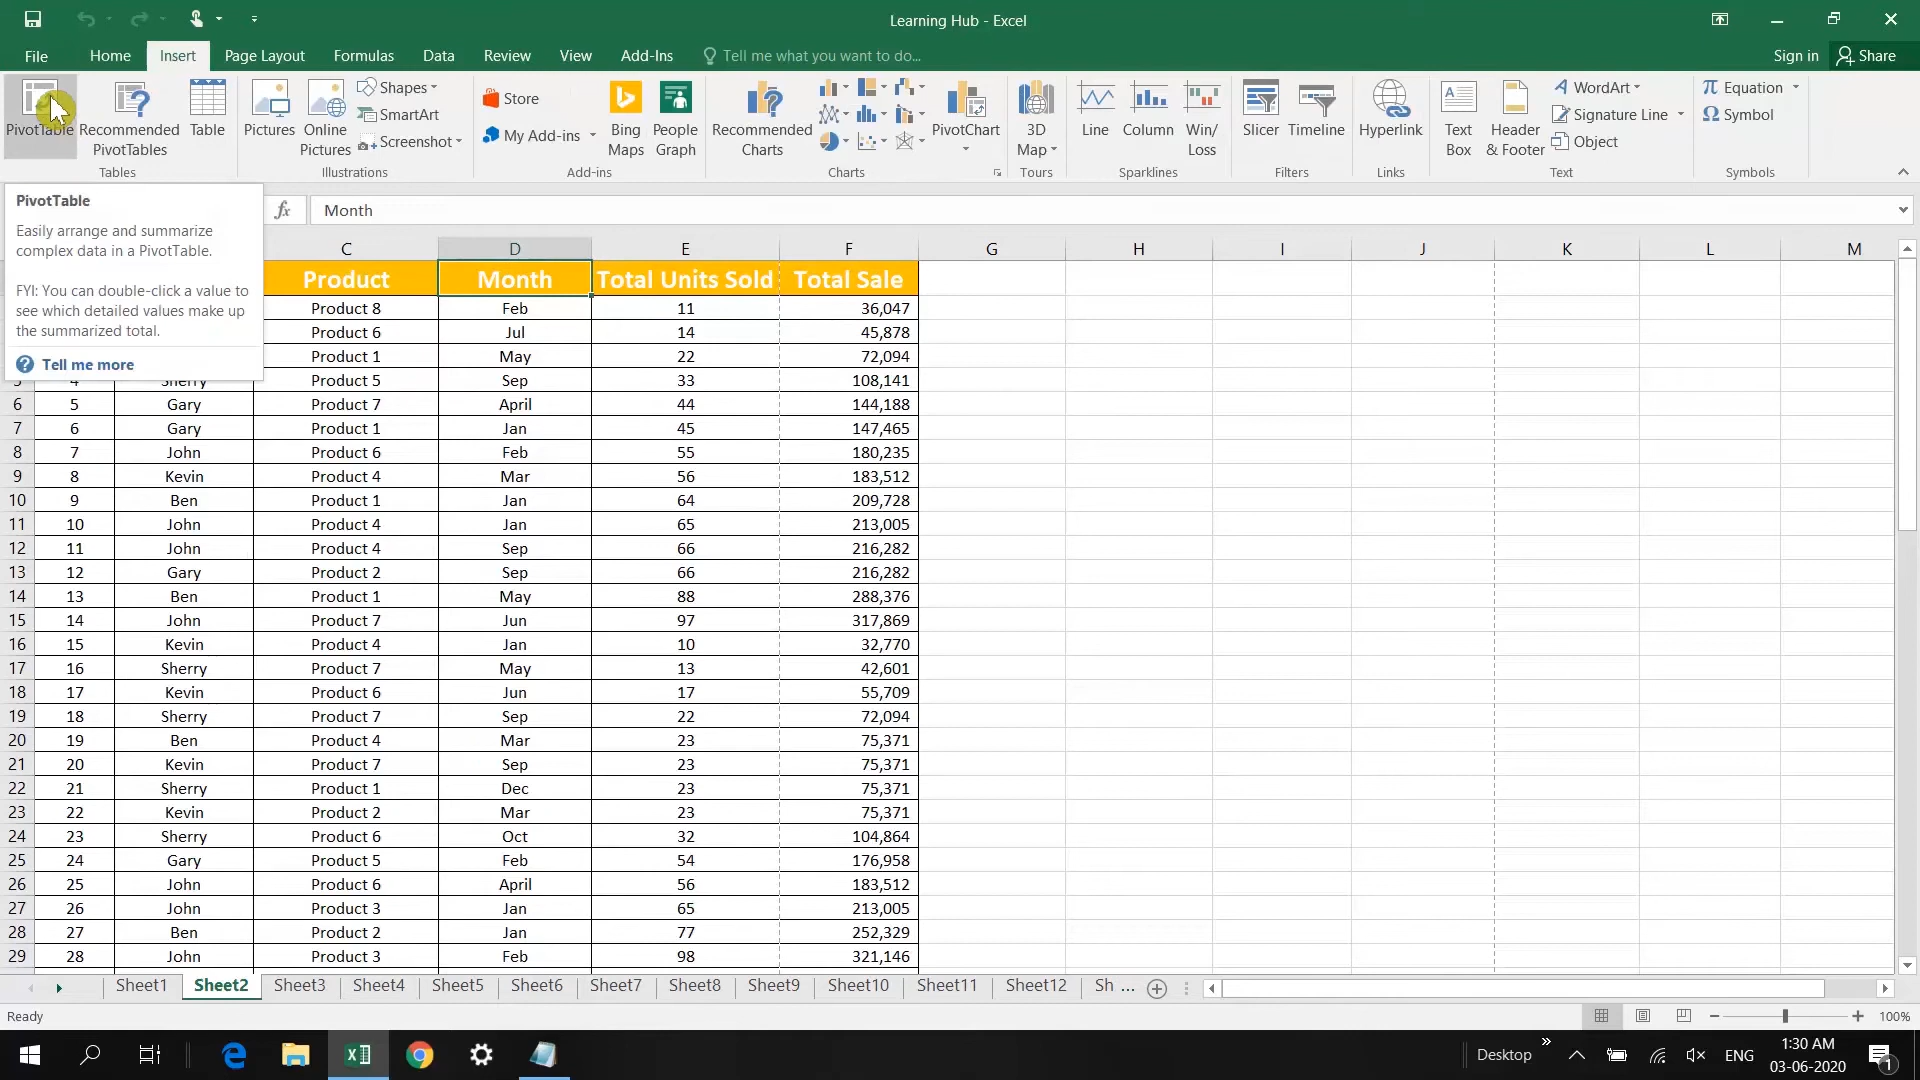 Learning Hub - Excel
File Home Insert Page Layout Formulas Data Review View Add-Ins Tell me what you want to do... Sign in Share
PivotTable
Recommended PivotTables
Table
Tables
Pictures
Online Pictures
Shapes
SmartArt
Screenshot
Illustrations
Store
My Add-ins
Bing Maps
People Graph
Add-ins
Recommended Charts
PivotChart
Charts
3D Map
Tours
Line
Column
Win/Loss
Sparklines
Slicer
Timeline
Filters
Hyperlink
Links
Text Box
Header & Footer
WordArt
Signature Line
Object
Text
Equation
Symbol
Symbols
PivotTable
Easily arrange and summarize
complex data in a PivotTable.
FYI: You can double-click a value to
see which detailed values make up
the summarized total.
? Tell me more
fx Month
C D E F G H I J K L M
Product Month Total Units Sold Total Sale
Product 8 Feb 11 36,047
Product 6 Jul 14 45,878
Product 1 May 22 72,094
5 4 Sherry Product 5 Sep 33 108,141
6 5 Gary Product 7 April 44 144,188
7 6 Gary Product 1 Jan 45 147,465
8 7 John Product 6 Feb 55 180,235
9 8 Kevin Product 4 Mar 56 183,512
10 9 Ben Product 1 Jan 64 209,728
11 10 John Product 4 Jan 65 213,005
12 11 John Product 4 Sep 66 216,282
13 12 Gary Product 2 Sep 66 216,282
14 13 Ben Product 1 May 88 288,376
15 14 John Product 7 Jun 97 317,869
16 15 Kevin Product 4 Jan 10 32,770
17 16 Sherry Product 7 May 13 42,601
18 17 Kevin Product 6 Jun 17 55,709
19 18 Sherry Product 7 Sep 22 72,094
20 19 Ben Product 4 Mar 23 75,371
21 20 Kevin Product 7 Sep 23 75,371
22 21 Sherry Product 1 Dec 23 75,371
23 22 Kevin Product 2 Mar 23 75,371
24 23 Sherry Product 6 Oct 32 104,864
25 24 Gary Product 5 Feb 54 176,958
26 25 John Product 6 April 56 183,512
27 26 John Product 3 Jan 65 213,005
28 27 Ben Product 2 Jan 77 252,329
29 28 John Product 3 Feb 98 321,146
Sheet1 Sheet2 Sheet3 Sheet4 Sheet5 Sheet6 Sheet7 Sheet8 Sheet9 Sheet10 Sheet11 Sheet12 Sh ...
Ready 100%
Desktop ENG 1:30 AM
03-06-2020 1